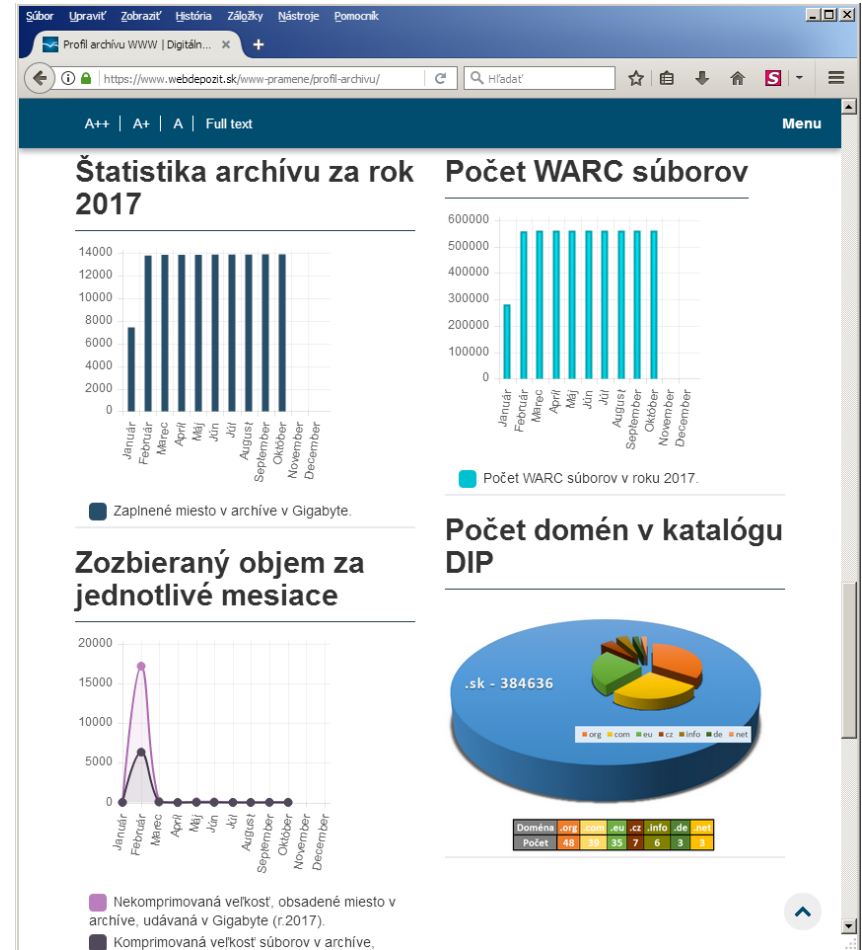 Súbor Upraviť Zobraziť História Záložky Nástroje Pomocník
Profil archívu WWW | Digitáln...
https://www.webdepozit.sk/www-pramene/profil-archivu/
Hľadať
A++ | A+ | A | Full text
Menu
Štatistika archívu za rok
2017
14000
12000
10000
8000
6000
4000
2000
0
Január
Február
Marec
Apríl
Máj
Jún
Júl
August
September
Október
November
December
Zaplnené miesto v archíve v Gigabyte.
Zozbieraný objem za
jednotlivé mesiace
20000
15000
10000
5000
0
Január
Február
Marec
Apríl
Máj
Jún
Júl
August
September
Október
November
December
Nekomprimovaná veľkosť, obsadené miesto v
archíve, udávaná v Gigabyte (r.2017).
Komprimovaná veľkosť súborov v archíve,
Počet WARC súborov
600000
500000
400000
300000
200000
100000
0
Január
Február
Marec
Apríl
Máj
Jún
Júl
August
September
Október
November
December
Počet WARC súborov v roku 2017.
Počet domén v katalógu
DIP
.sk - 384636
org com eu cz info de net
Doména .org .com .eu .cz .info .de .net
Počet 48 39 35 7 6 3 3